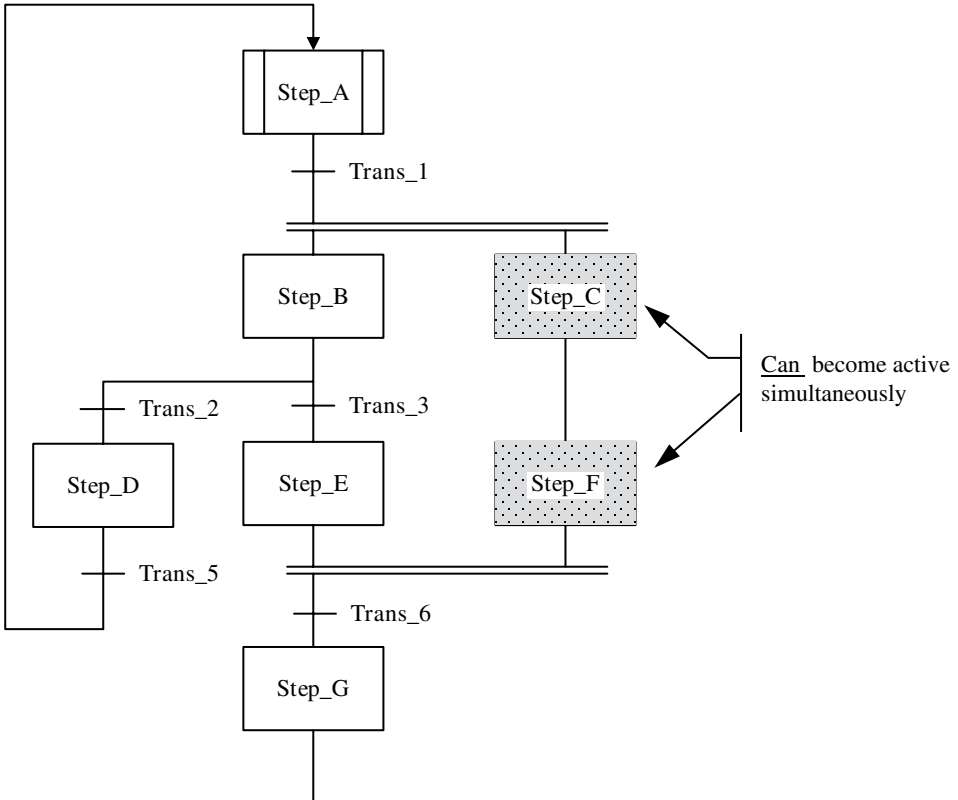 Step_A
Trans_1
Step_B
Step_C
Can become active
simultaneously
Trans_2
Trans_3
Step_D
Step_E
Step_F
Trans_5
Trans_6
Step_G